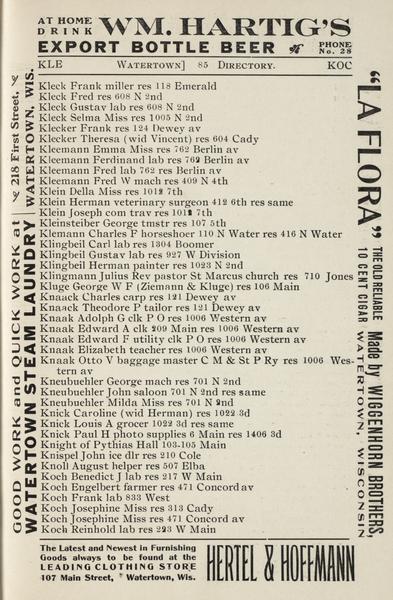 AT HOME
DRINK
WM. HARTIG'S
EXPORT BOTTLE BEER
PHONE
No. 28
KLE WATERTOWN] 85 DIRECTORY. KOC
Kleck Frank miller res 118 Emerald
Kleck Fred res 608 N 2nd
Kleck Gustav lab res 608 N 2nd
Kleck Selma Miss res 1005 N 2nd
Klecker Frank res 124 Dewey av
Klecker Theresa (wid Vincent) res 604 Cady
Kleemann Emma Miss res 762 Berlin av
Kleemann Ferdinand lab res 762 Berlin av
Kleemann Fred lab 762 res Berlin av
Kleemann Fred W mach res 409 N 4th
Klein Della Miss res 1012 7th
Klein Herman veterinary surgeon 412 6th res same
Klein Joseph com trav res 1012 7th
Kleinsteiber George tmstr res 107 5th
Klemann Charles F horseshoer 110 N Water res 416 N Water
Klingbeil Carl lab res 1304 Boomer
Klingbeil Gustav lab res 927 W Division
Klingbeil Herman painter res 1023 N 2nd
Klingmann Julius Rev pastor St Marcus church res 710 Jones
Kluge George W F (Ziemann & Kluge) res 106 Main
Knaack Charles carp res 121 Dewey av
Knaack Theodore P tailor res 121 Dewey av
Knaak Adolph G clk P O res 1006 Western av
Knaak Edward A clk 209 Main res 1006 Western av
Knaak Edward F utility clk P O res 1006 Western av
Knaak Elizabeth teacher res 1006 Western av
Knaak Otto V baggage master C M & St P Ry res 1006 Wes-
tern av
Kneubuehler George mach res 701 N 2nd
Kneubuehler John saloon 701 N 2nd res same
Kneubuehler Milda Miss res 701 N 2nd
Knick Caroline (wid Herman) res 1022 3d
Knick Louis A grocer 1022 3d res same
Knick Paul H photo supplies 6 Main res 1406 3d
Knight of Pythias Hall 103-105 Main
Knispel John ice dlr res 210 Cole
Knoll August helper res 507 Elba
Koch Benedict J lab res 217 W Main
Koch Engelbert farmer res 471 Concord av
Koch Frank lab 833 West
Koch Josephine Miss res 313 Cady
Koch Josephine Miss res 471 Concord av
Koch Reinhold lab res 223 W Main
GOOD WORK and QUICK WORK at 218 First Street,
WATERTOWN STEAM LAUNDRY WATERTOWN, WIS.
"LA FLORA"
THE OLD RELIABLE
10 CENT CIGAR
Made by WIGGENHORN BROTHERS,
WATERTOWN, WISCONSIN
The Latest and Newest in Furnishing
Goods always to be found at the
LEADING CLOTHING STORE
107 Main Street, Watertown, Wis.
HERTEL & HOFFMANN